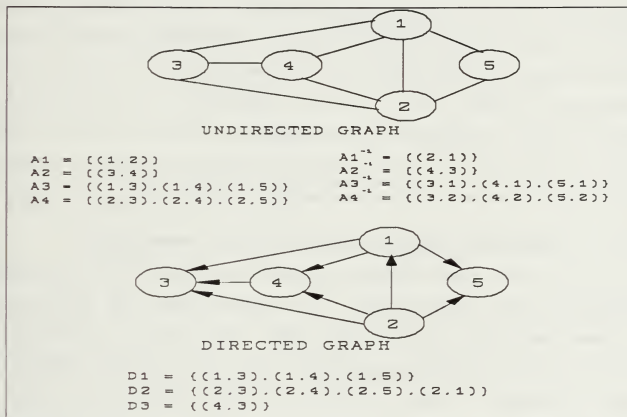 1
3 4 5
2
UNDIRECTED GRAPH
A1 = {(1.2)} A1⁻¹ = {(2.1)}
A2 = {(3.4)} A2⁻¹ = {(4.3)}
A3 = {(1.3).(1.4).(1.5)} A3⁻¹ = {(3.1).(4.1).(5.1)}
A4 = {(2.3).(2.4).(2.5)} A4⁻¹ = {(3.2).(4.2).(5.2)}
1
3 4 5
2
DIRECTED GRAPH
D1 = {(1.3).(1.4).(1.5)}
D2 = {(2.3).(2.4).(2.5).(2.1)}
D3 = {(4.3)}